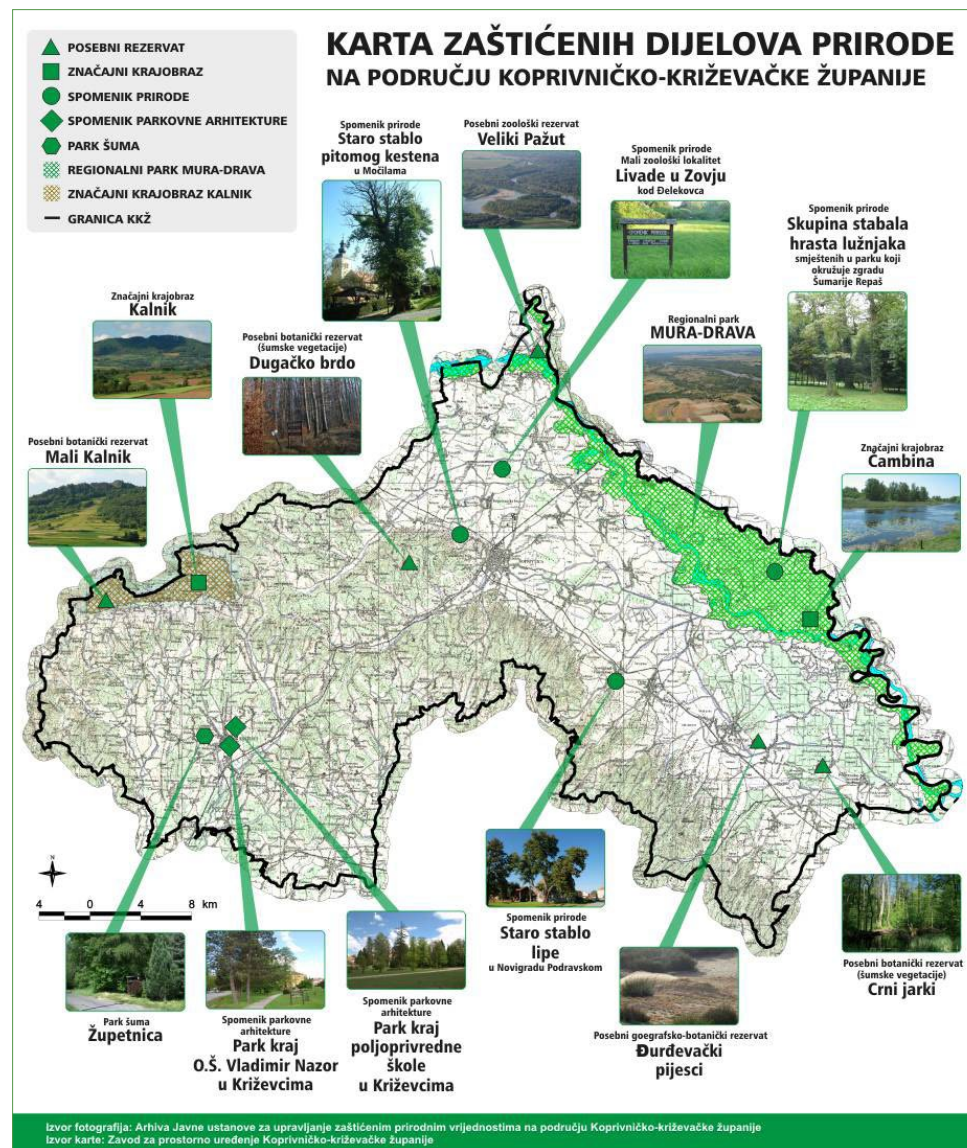 POSEBNI REZERVAT
ZNAČAJNI KRAJOBRAZ
SPOMENIK PRIRODE
SPOMENIK PARKOVNE ARHITEKTURE
PARK ŠUMA
REGIONALNI PARK MURA-DRAVA
ZNAČAJNI KRAJOBRAZ KALNIK
GRANICA KKŽ
KARTA ZAŠTIĆENIH DIJELOVA PRIRODE
NA PODRUČJU KOPRIVNIČKO-KRIŽEVAČKE ŽUPANIJE
Spomenik prirode
Staro stablo
pitomog kestena
u Močilama
Posebni zoološki rezervat
Veliki Pažut
Spomenik prirode
Mali zoološki lokalitet
Livade u Zovju
kod Đelekovca
Spomenik prirode
Skupina stabala
hrasta lužnjaka
smještenih u parku koji
okružuje zgradu
Šumarije Repaš
Značajni krajobraz
Kalnik
Posebni botanički rezervat
(šumske vegetacije)
Dugačko brdo
Regionalni park
MURA-DRAVA
Posebni botanički rezervat
Mali Kalnik
Značajni krajobraz
Čambina
N
4 0 8 km
Park šuma
Župetnica
Spomenik parkovne
arhitekture
Park kraj
O.Š. Vladimir Nazor
u Križevcima
Spomenik parkovne
arhitekture
Park kraj
poljoprivredne
škole
u Križevcima
Spomenik prirode
Staro stablo
lipe
u Novigradu Podravskom
Posebni goegrafsko-botanički rezervat
Đurđevački
pijesci
Posebni botanički rezervat
(šumske vegetacije)
Crni jarki
Izvor fotografija: Arhiva Javne ustanove za upravljanje zaštićenim prirodnim vrijednostima na području Koprivničko-križevačke županije
Izvor karte: Zavod za prostorno uređenje Koprivničko-križevačke županije